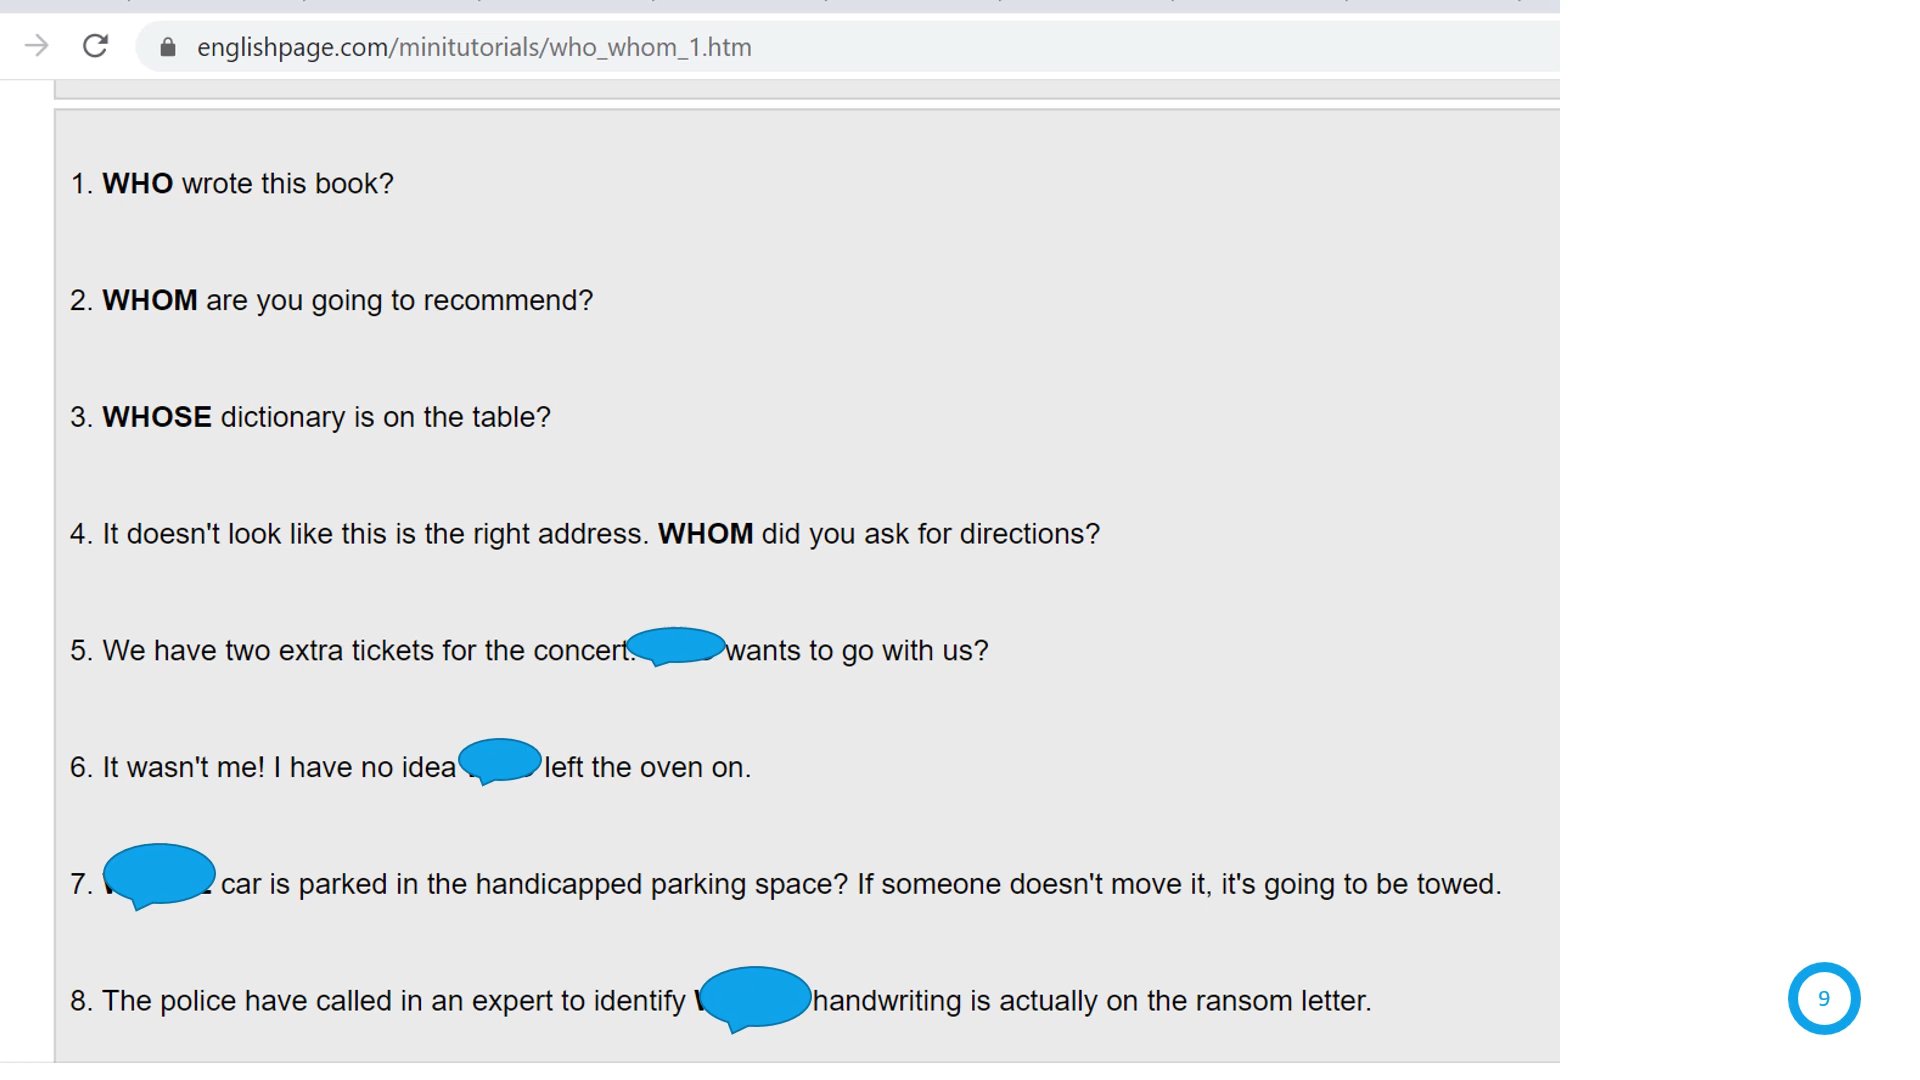 englishpage.com/minitutorials/who_whom_1.htm
1. WHO wrote this book?
2. WHOM are you going to recommend?
3. WHOSE dictionary is on the table?
4. It doesn't look like this is the right address. WHOM did you ask for directions?
5. We have two extra tickets for the concert. wants to go with us?
6. It wasn't me! I have no idea left the oven on.
7. car is parked in the handicapped parking space? If someone doesn't move it, it's going to be towed.
8. The police have called in an expert to identify handwriting is actually on the ransom letter.
9